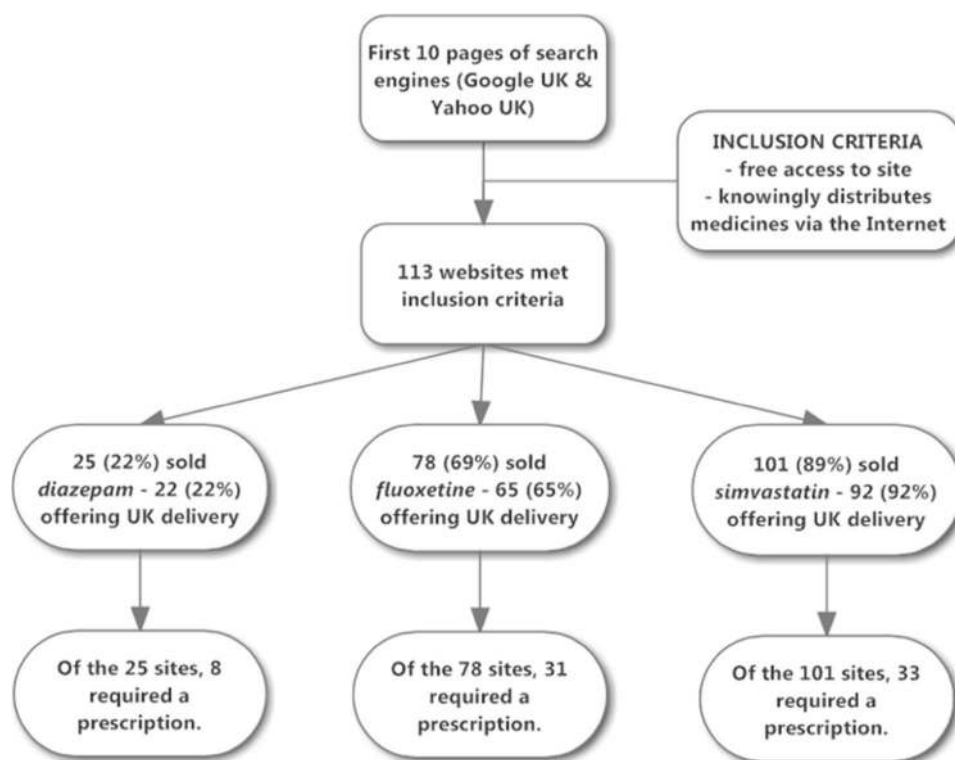 First 10 pages of search
engines (Google UK &
Yahoo UK)
INCLUSION CRITERIA
- free access to site
- knowingly distributes
medicines via the Internet
113 websites met
inclusion criteria
25 (22%) sold
diazepam - 22 (22%)
offering UK delivery
78 (69%) sold
fluoxetine - 65 (65%)
offering UK delivery
101 (89%) sold
simvastatin - 92 (92%)
offering UK delivery
Of the 25 sites, 8
required a
prescription.
Of the 78 sites, 31
required a
prescription.
Of the 101 sites, 33
required a
prescription.